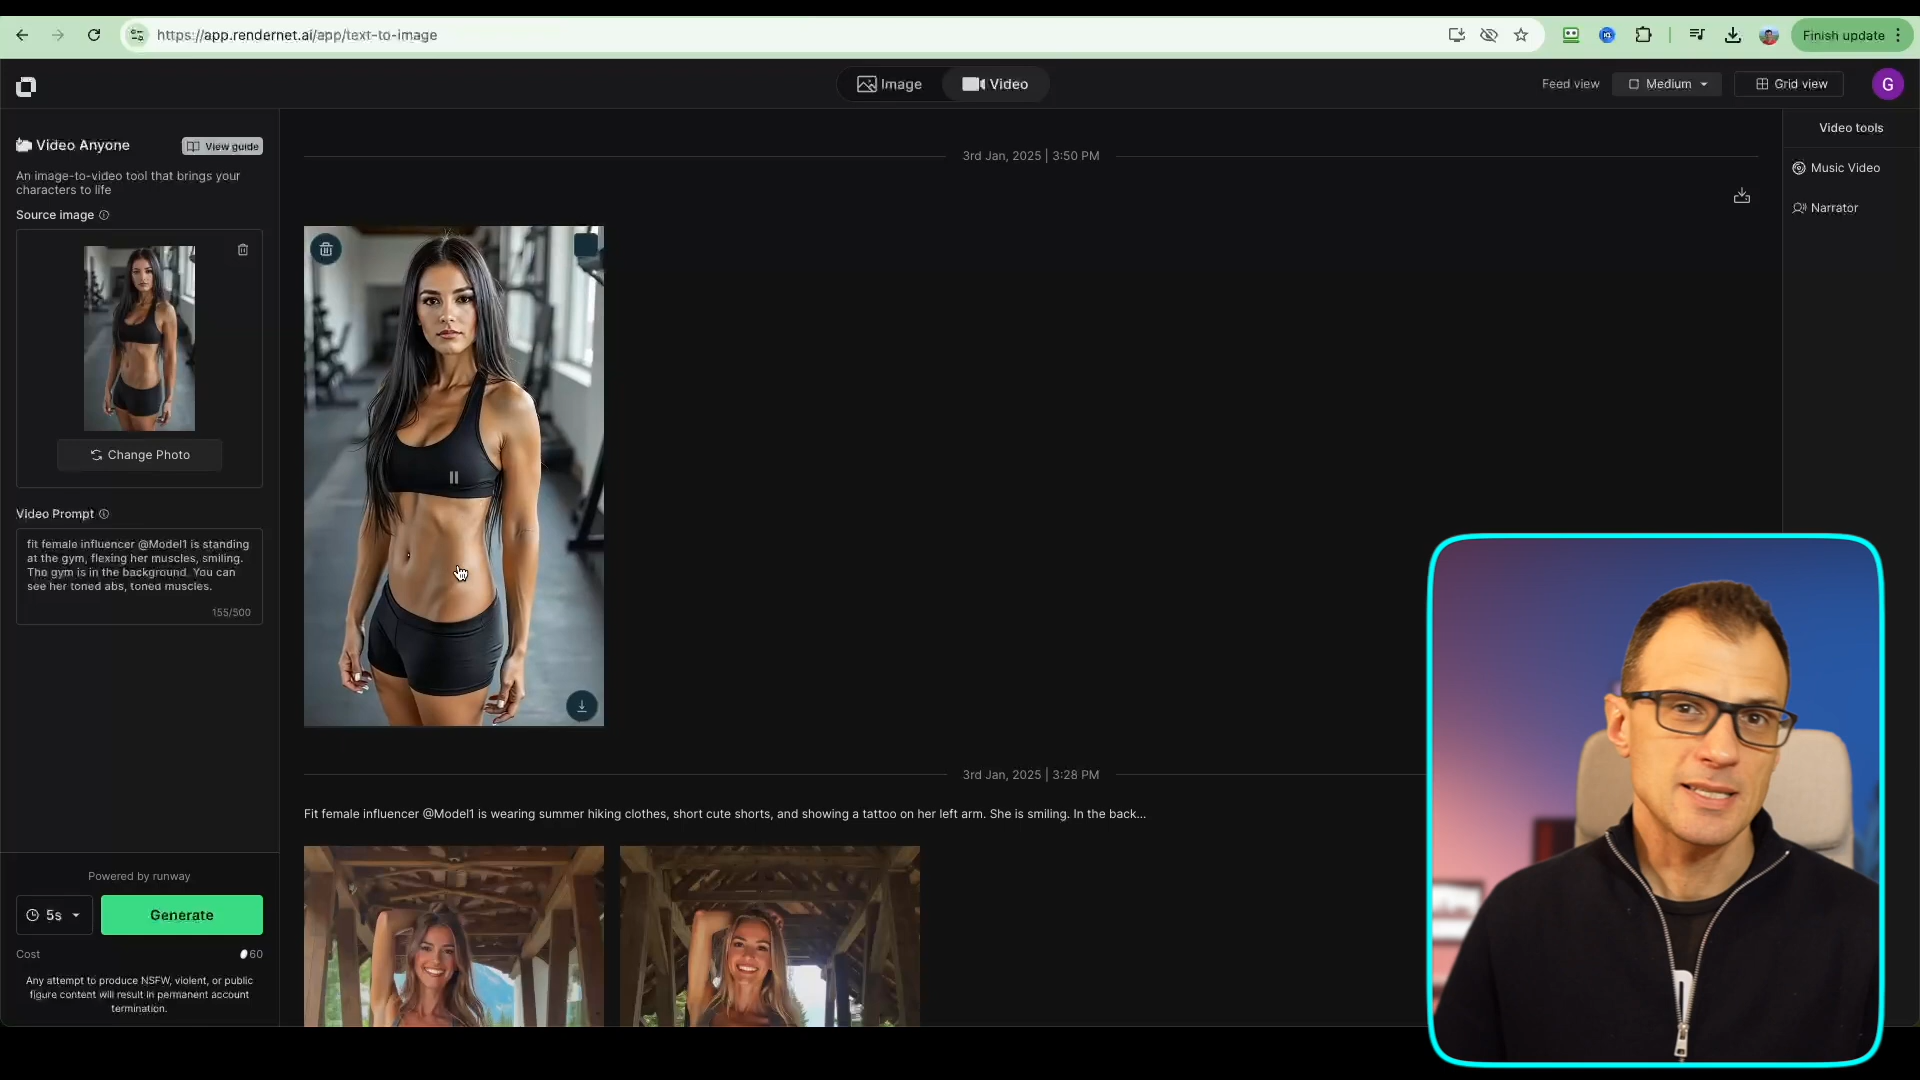 https://app.rendernet.ai/app/text-to-image
Finish update
Image
Video
Feed view
Medium
Grid view
G
Video Anyone
View guide
An image-to-video tool that brings your
characters to life
Source image
Change Photo
Video Prompt
fit female influencer @Model1 is standing
at the gym, flexing her muscles, smiling.
The gym is in the background. You can
see her toned abs, toned muscles.
155/500
Powered by runway
5s
Generate
Cost
60
Any attempt to produce NSFW, violent, or public
figure content will result in permanent account
termination.
3rd Jan, 2025 | 3:50 PM
3rd Jan, 2025 | 3:28 PM
Fit female influencer @Model1 is wearing summer hiking clothes, short cute shorts, and showing a tattoo on her left arm. She is smiling. In the back...
Video tools
Music Video
Narrator